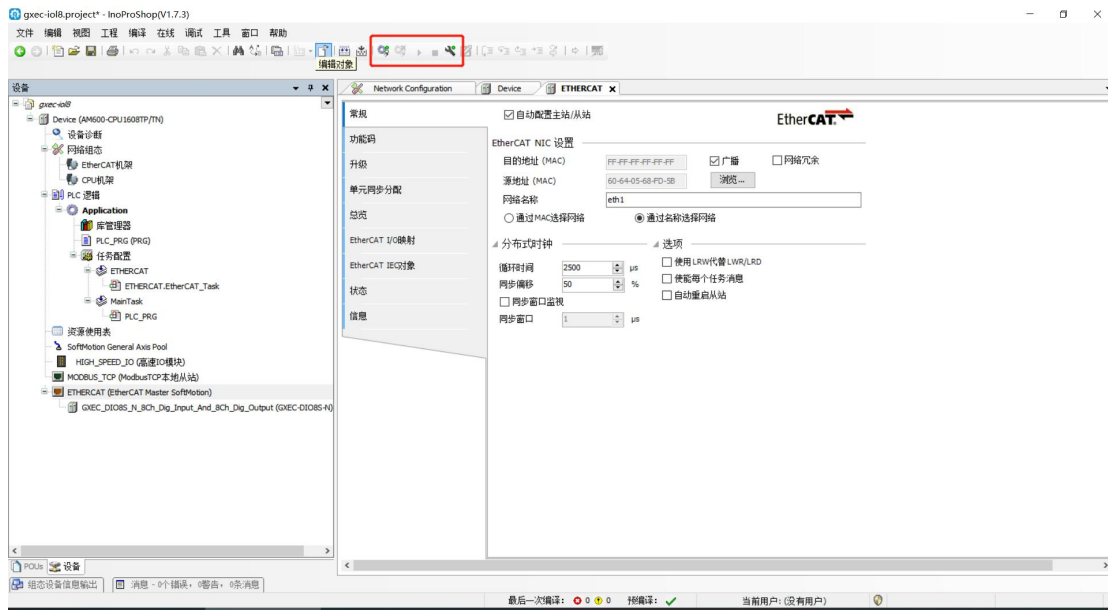 gxec-iol8.project* - InoProShop(V1.7.3)
文件 编辑 视图 工程 编译 在线 调试 工具 窗口 帮助
编辑对象
设备
gxec-iol8
Device (AM600-CPU1608TP/TN)
设备诊断
网络组态
EtherCAT机架
CPU机架
PLC 逻辑
Application
库管理器
PLC_PRG (PRG)
任务配置
ETHERCAT
ETHERCAT.EtherCAT_Task
MainTask
PLC_PRG
资源使用表
SoftMotion General Axis Pool
HIGH_SPEED_IO (高速IO模块)
MODBUS_TCP (ModbusTCP本地从站)
ETHERCAT (EtherCAT Master SoftMotion)
GXEC_DIO8S_N_8Ch_Dig_Input_And_8Ch_Dig_Output (GXEC-DIO8S-N)
POUs 设备
Network Configuration Device ETHERCAT
常规
功能码
升级
单元同步分配
总览
EtherCAT I/O映射
EtherCAT IEC对象
状态
信息
自动配置主站/从站
EtherCAT
EtherCAT NIC 设置
目的地址 (MAC) FF-FF-FF-FF-FF-FF 广播 网络冗余
源地址 (MAC) 60-64-05-68-FD-5B 浏览...
网络名称 eth1
通过MAC选择网络 通过名称选择网络
分布式时钟 选项
循环时间 2500 μs 使用LRW代替LWR/LRD
同步偏移 50 % 使能每个任务消息
同步窗口监视 自动重启从站
同步窗口 1 μs
组态设备信息输出 消息 - 0个错误，0警告，0条消息
最后一次编译： 0 0 预编译： 当前用户: (没有用户)